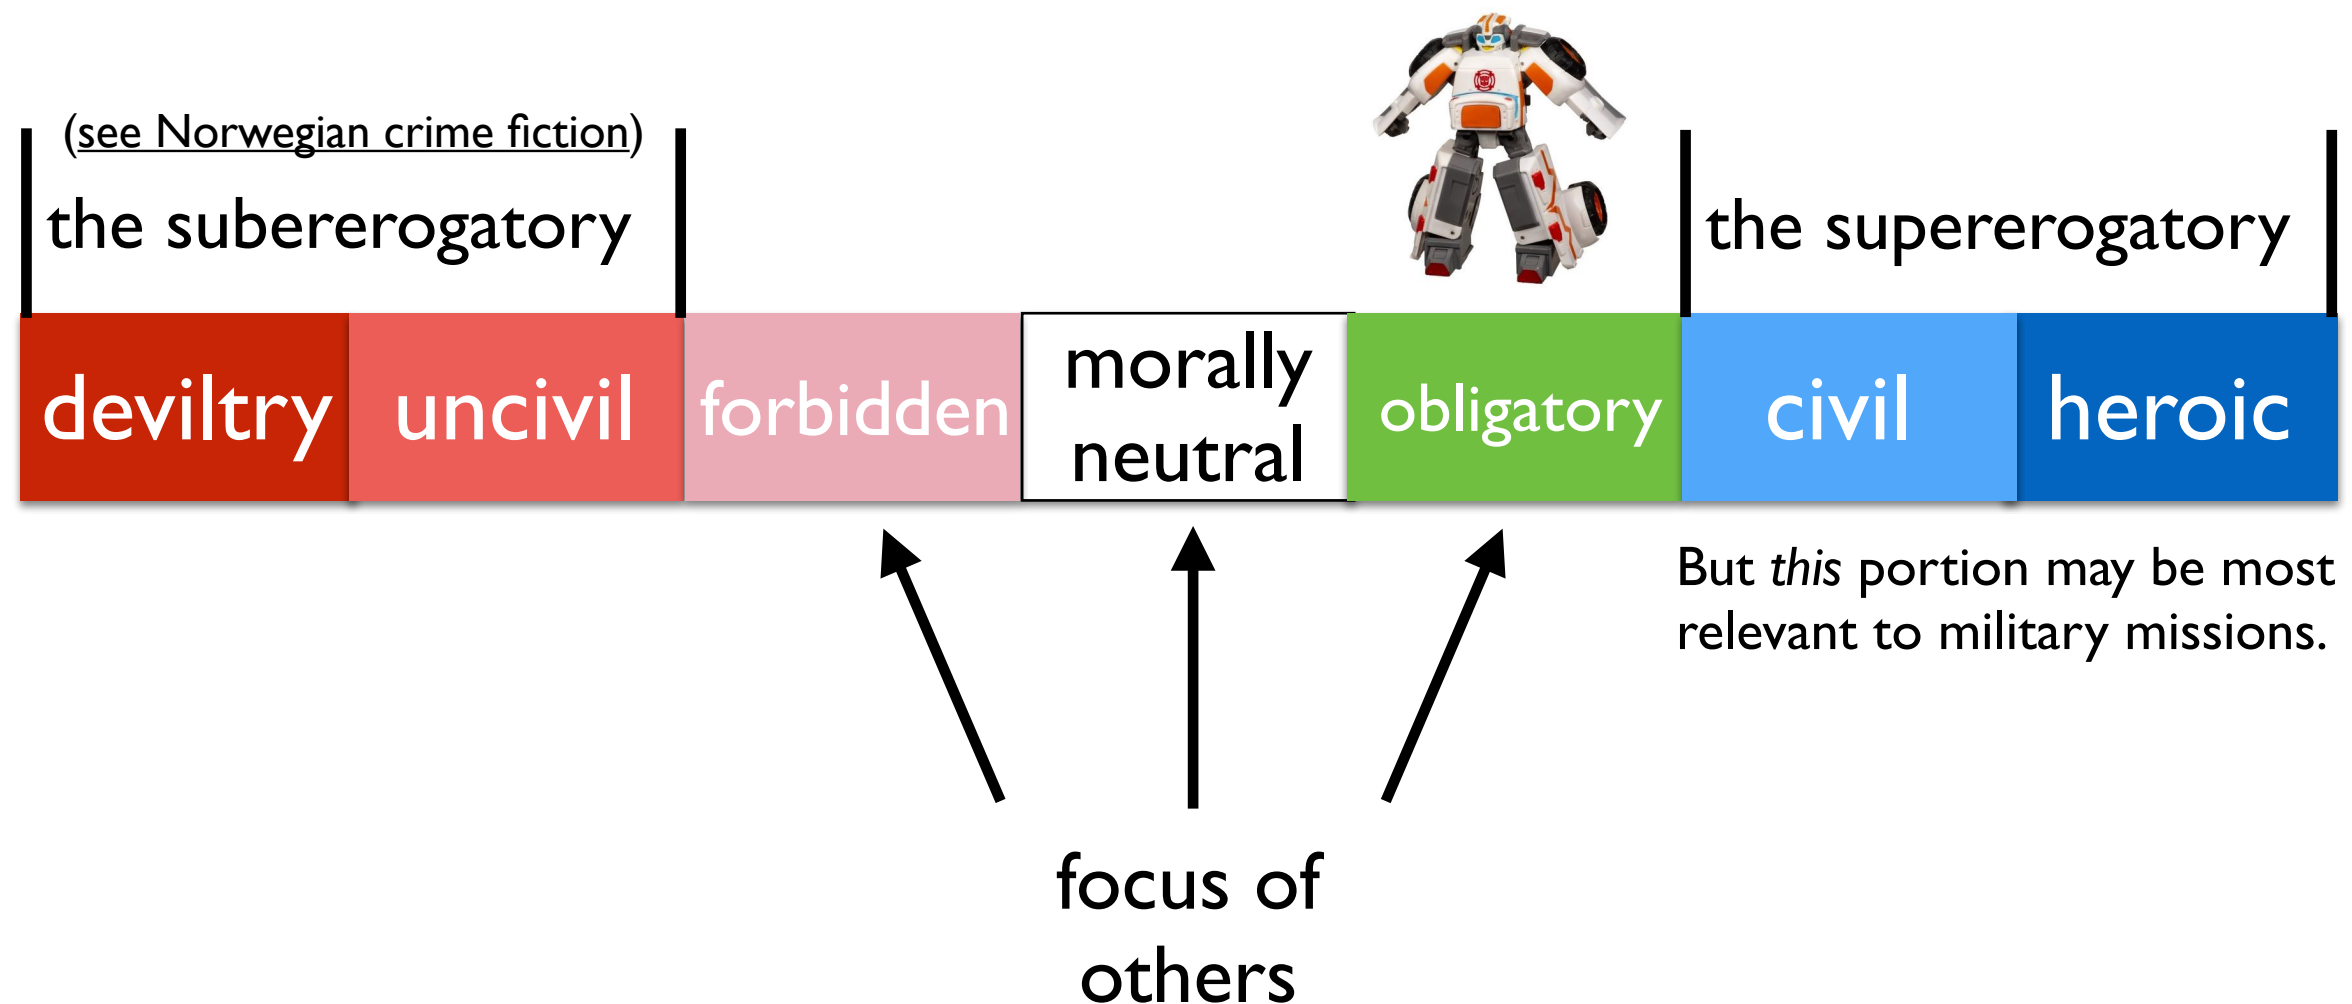 (see Norwegian crime fiction)
the subererogatory
the supererogatory
deviltry
uncivil
forbidden
morally
neutral
obligatory
civil
heroic
But this portion may be most
relevant to military missions.
focus of
others